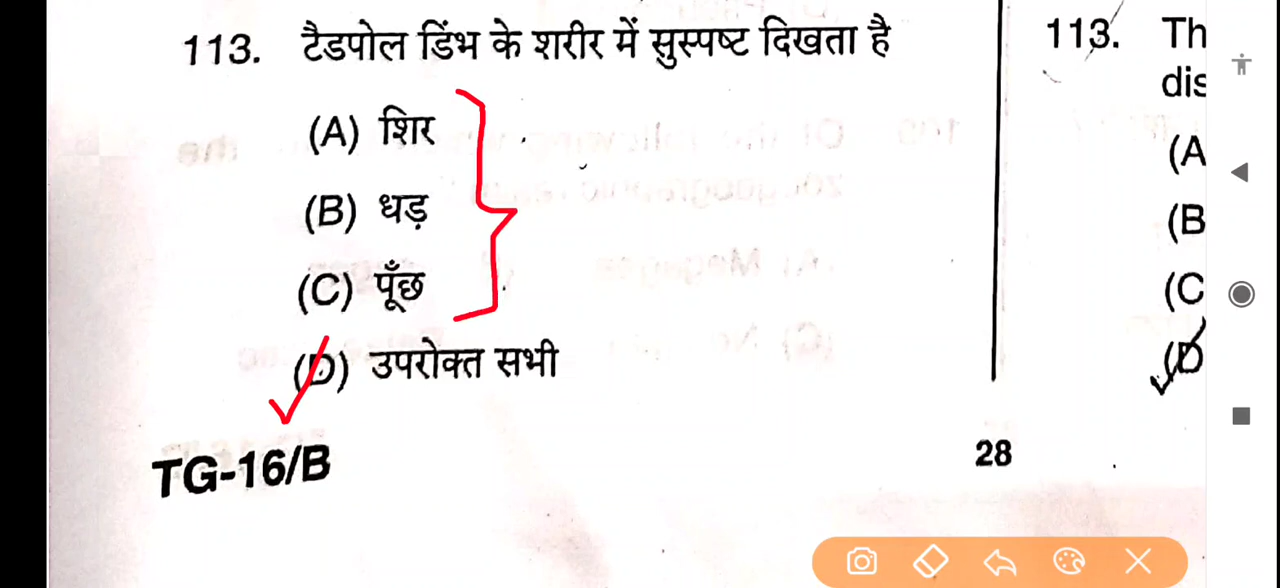 113. टैडपोल डिंभ के शरीर में सुस्पष्ट दिखता है
(A) शिर
(B) धड़
(C) पूँछ
(D) उपरोक्त सभी
TG-16/B
28
113. Th
dis
(A
(B
(C
(D